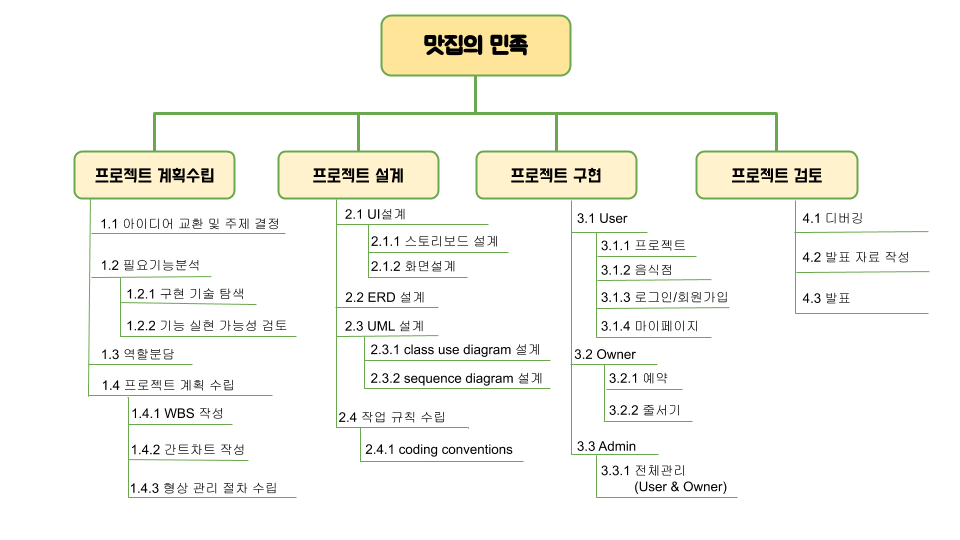 맛집의 민족
프로젝트 계획수립
1.1 아이디어 교환 및 주제 결정
1.2 필요기능분석
1.2.1 구현 기술 탐색
1.2.2 기능 실현 가능성 검토
1.3 역할분담
1.4 프로젝트 계획 수립
1.4.1 WBS 작성
1.4.2 간트차트 작성
1.4.3 형상 관리 절차 수립
프로젝트 설계
2.1 UI설계
2.1.1 스토리보드 설계
2.1.2 화면설계
2.2 ERD 설계
2.3 UML 설계
2.3.1 class use diagram 설계
2.3.2 sequence diagram 설계
2.4 작업 규칙 수립
2.4.1 coding conventions
프로젝트 구현
3.1 User
3.1.1 프로젝트
3.1.2 음식점
3.1.3 로그인/회원가입
3.1.4 마이페이지
3.2 Owner
3.2.1 예약
3.2.2 줄서기
3.3 Admin
3.3.1 전체관리
(User & Owner)
프로젝트 검토
4.1 디버깅
4.2 발표 자료 작성
4.3 발표